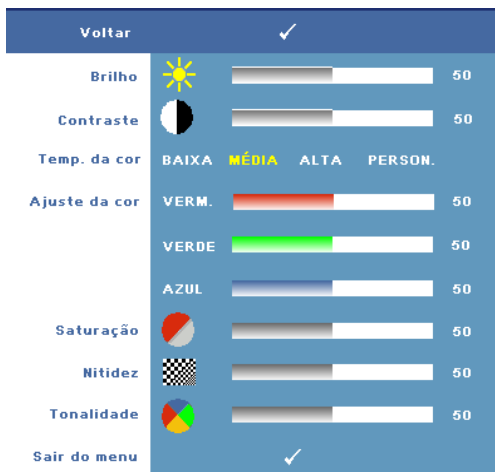 Voltar
Brilho 50
Contraste 50
Temp. da cor BAIXA MÉDIA ALTA PERSON.
Ajuste da cor VERM. 50
VERDE 50
AZUL 50
Saturação 50
Nitidez 50
Tonalidade 50
Sair do menu